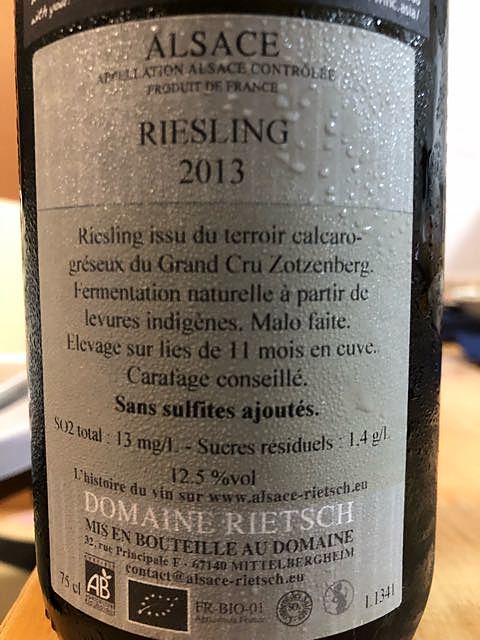 ALSACE
APPELLATION ALSACE CONTRÔLÉE
PRODUIT DE FRANCE
RIESLING
2013
Riesling issu du terroir calcaro-
gréseux du Grand Cru Zotzenberg.
Fermentation naturelle à partir de
levures indigènes. Malo faite.
Elevage sur lies de 11 mois en cuve.
Carafage conseillé.
Sans sulfites ajoutés.
SO2 total : 13 mg/L - Sucres résiduels : 1.4 g/L
12.5 %vol
L'histoire du vin sur www.alsace-rietsch.eu
DOMAINE RIETSCH
MIS EN BOUTEILLE AU DOMAINE
32, rue Principale F - 67140 MITTELBERGHEIM
contact@alsace-rietsch.eu
75 cl
AB
FR-BIO-01
Agriculture France
L1341